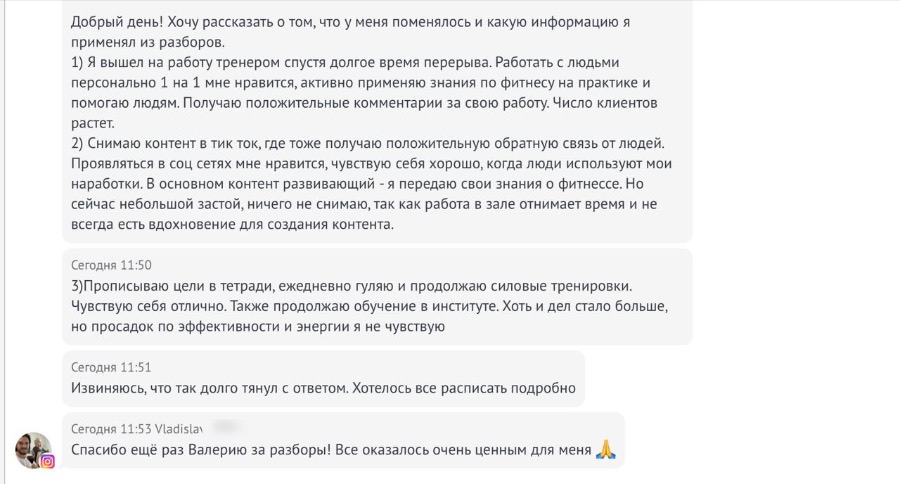 Добрый день! Хочу рассказать о том, что у меня поменялось и какую информацию я
применял из разборов.
1) Я вышел на работу тренером спустя долгое время перерыва. Работать с людьми
персонально 1 на 1 мне нравится, активно применяю знания по фитнесу на практике и
помогаю людям. Получаю положительные комментарии за свою работу. Число клиентов
растет.
2) Снимаю контент в тик ток, где тоже получаю положительную обратную связь от людей.
Проявляться в соц сетях мне нравится, чувствую себя хорошо, когда люди используют мои
наработки. В основном контент развивающий - я передаю свои знания о фитнессе. Но
сейчас небольшой застой, ничего не снимаю, так как работа в зале отнимает время и не
всегда есть вдохновение для создания контента.
Сегодня 11:50
3)Прописываю цели в тетради, ежедневно гуляю и продолжаю силовые тренировки.
Чувствую себя отлично. Также продолжаю обучение в институте. Хоть и дел стало больше,
но просадок по эффективности и энергии я не чувствую
Сегодня 11:51
Извиняюсь, что так долго тянул с ответом. Хотелось все расписать подробно
Сегодня 11:53 Vladislav
Спасибо ещё раз Валерию за разборы! Все оказалось очень ценным для меня 🙏